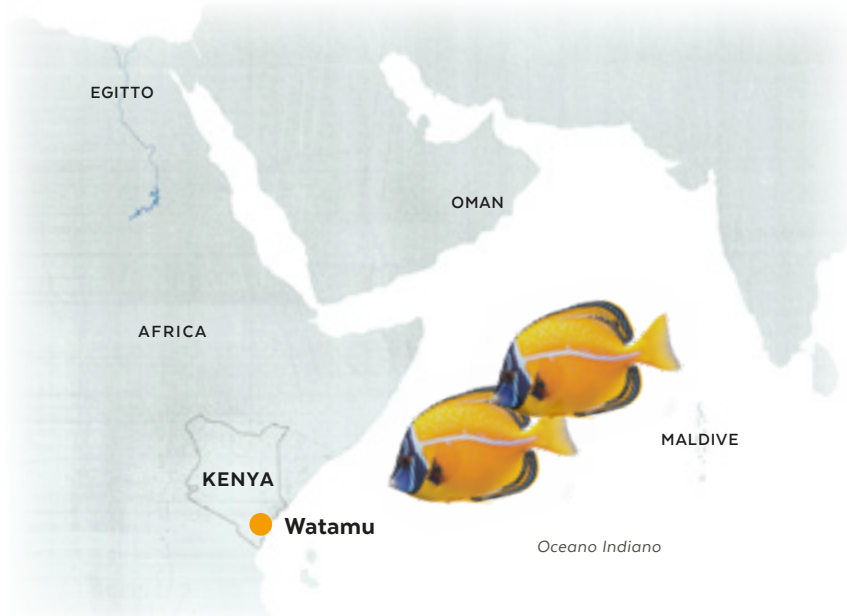 EGITTO
OMAN
AFRICA
MALDIVE
KENYA
Watamu
Oceano Indiano